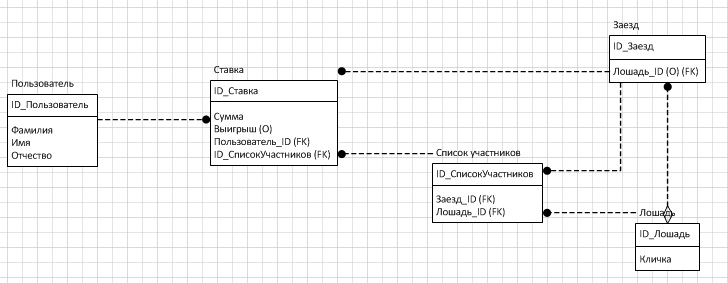 Пользователь
ID_Пользователь
Фамилия
Имя
Отчество
Ставка
ID_Ставка
Сумма
Выигрыш (O)
Пользователь_ID (FK)
ID_СписокУчастников (FK)
Список участников
ID_СписокУчастников
Заезд_ID (FK)
Лошадь_ID (FK)
Заезд
ID_Заезд
Лошадь_ID (O) (FK)
Лошадь
ID_Лошадь
Кличка